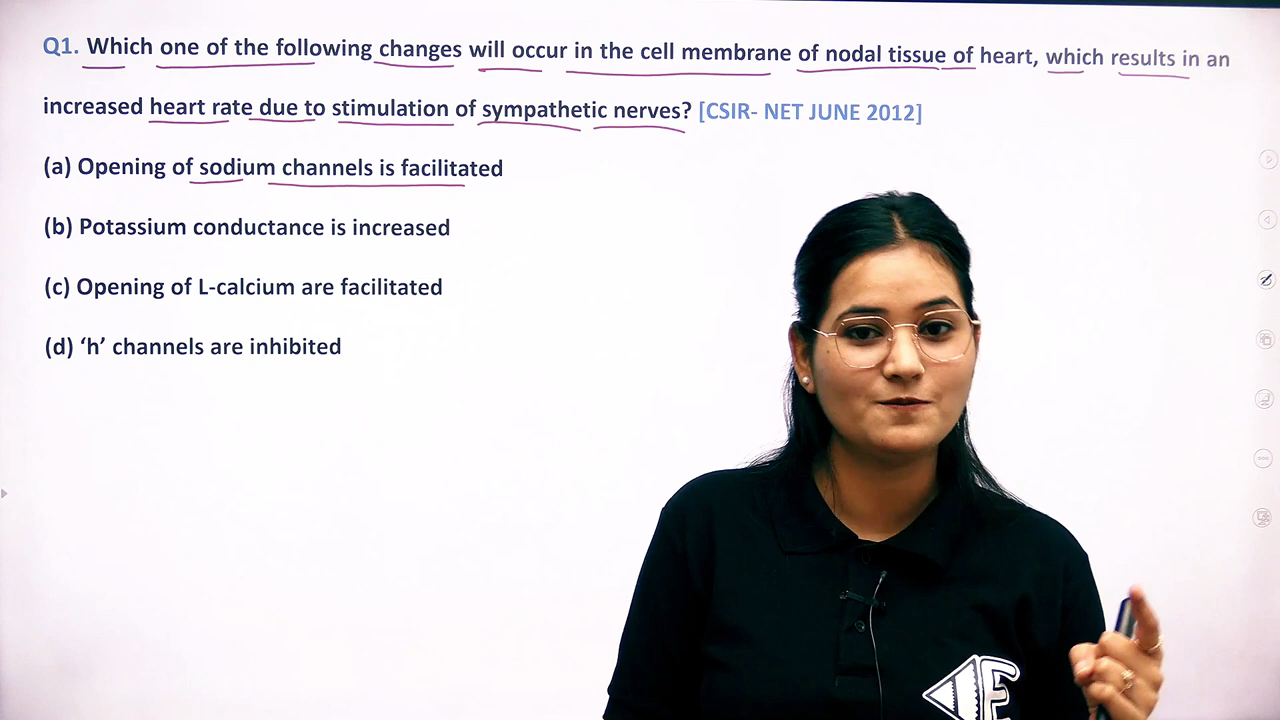 Q1. Which one of the following changes will occur in the cell membrane of nodal tissue of heart, which results in an
increased heart rate due to stimulation of sympathetic nerves? [CSIR- NET JUNE 2012]
(a) Opening of sodium channels is facilitated
(b) Potassium conductance is increased
(c) Opening of L-calcium are facilitated
(d) ‘h’ channels are inhibited